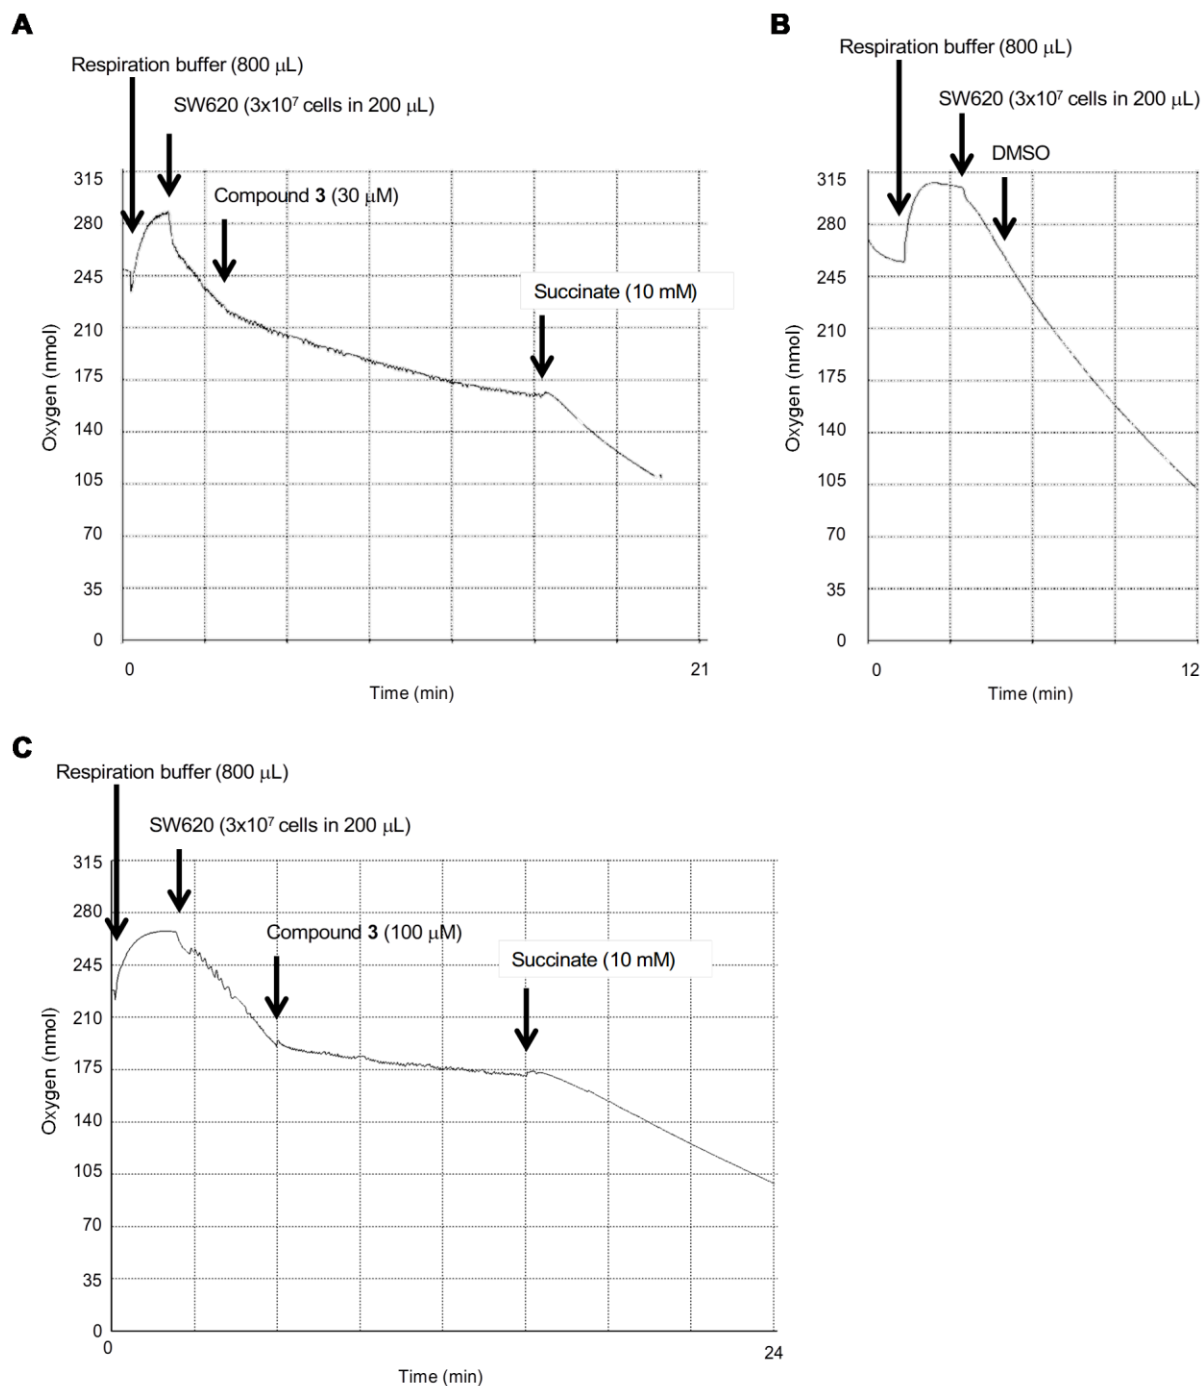 A
Respiration buffer (800 μL)
SW620 (3x10⁷ cells in 200 μL)
Compound 3 (30 μM)
Succinate (10 mM)
315
280
245
210
175
140
105
70
35
0
Oxygen (nmol)
0
21
Time (min)
B
Respiration buffer (800 μL)
SW620 (3x10⁷ cells in 200 μL)
DMSO
315
280
245
210
175
140
105
70
35
0
Oxygen (nmol)
0
12
Time (min)
C
Respiration buffer (800 μL)
SW620 (3x10⁷ cells in 200 μL)
Compound 3 (100 μM)
Succinate (10 mM)
315
280
245
210
175
140
105
70
35
0
Oxygen (nmol)
0
24
Time (min)